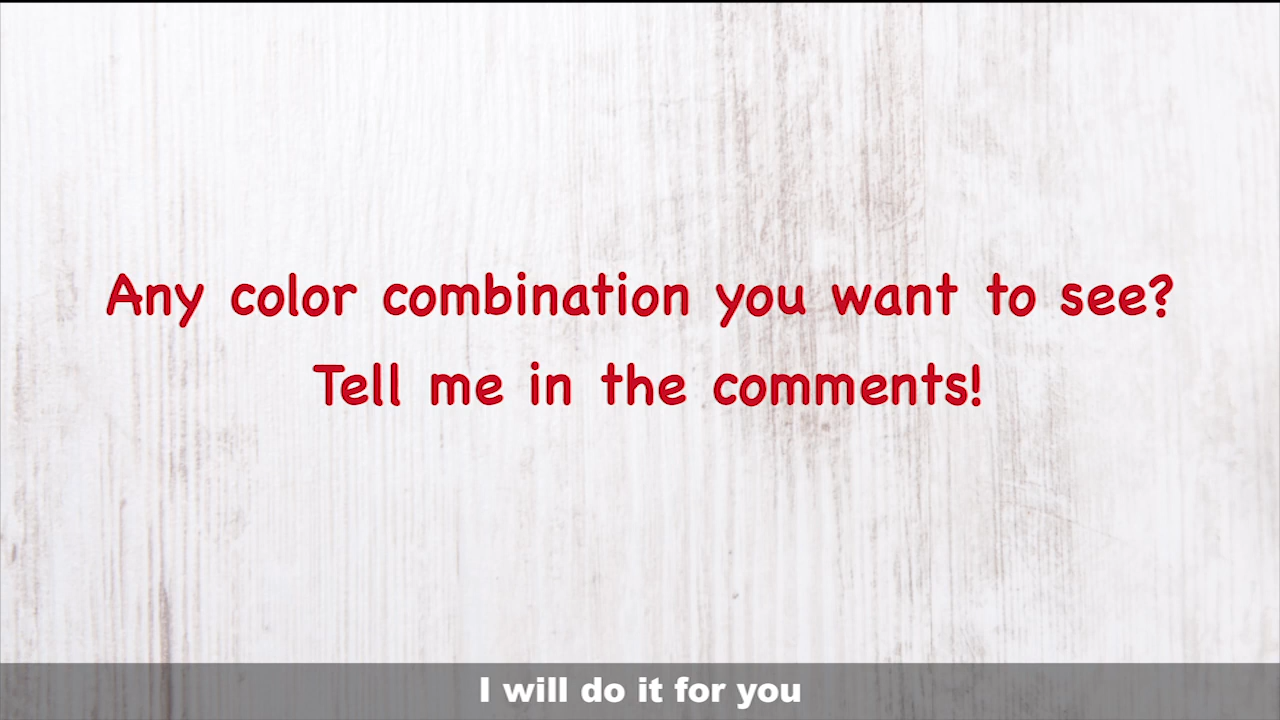 Any color combination you want to see?
Tell me in the comments!
I will do it for you